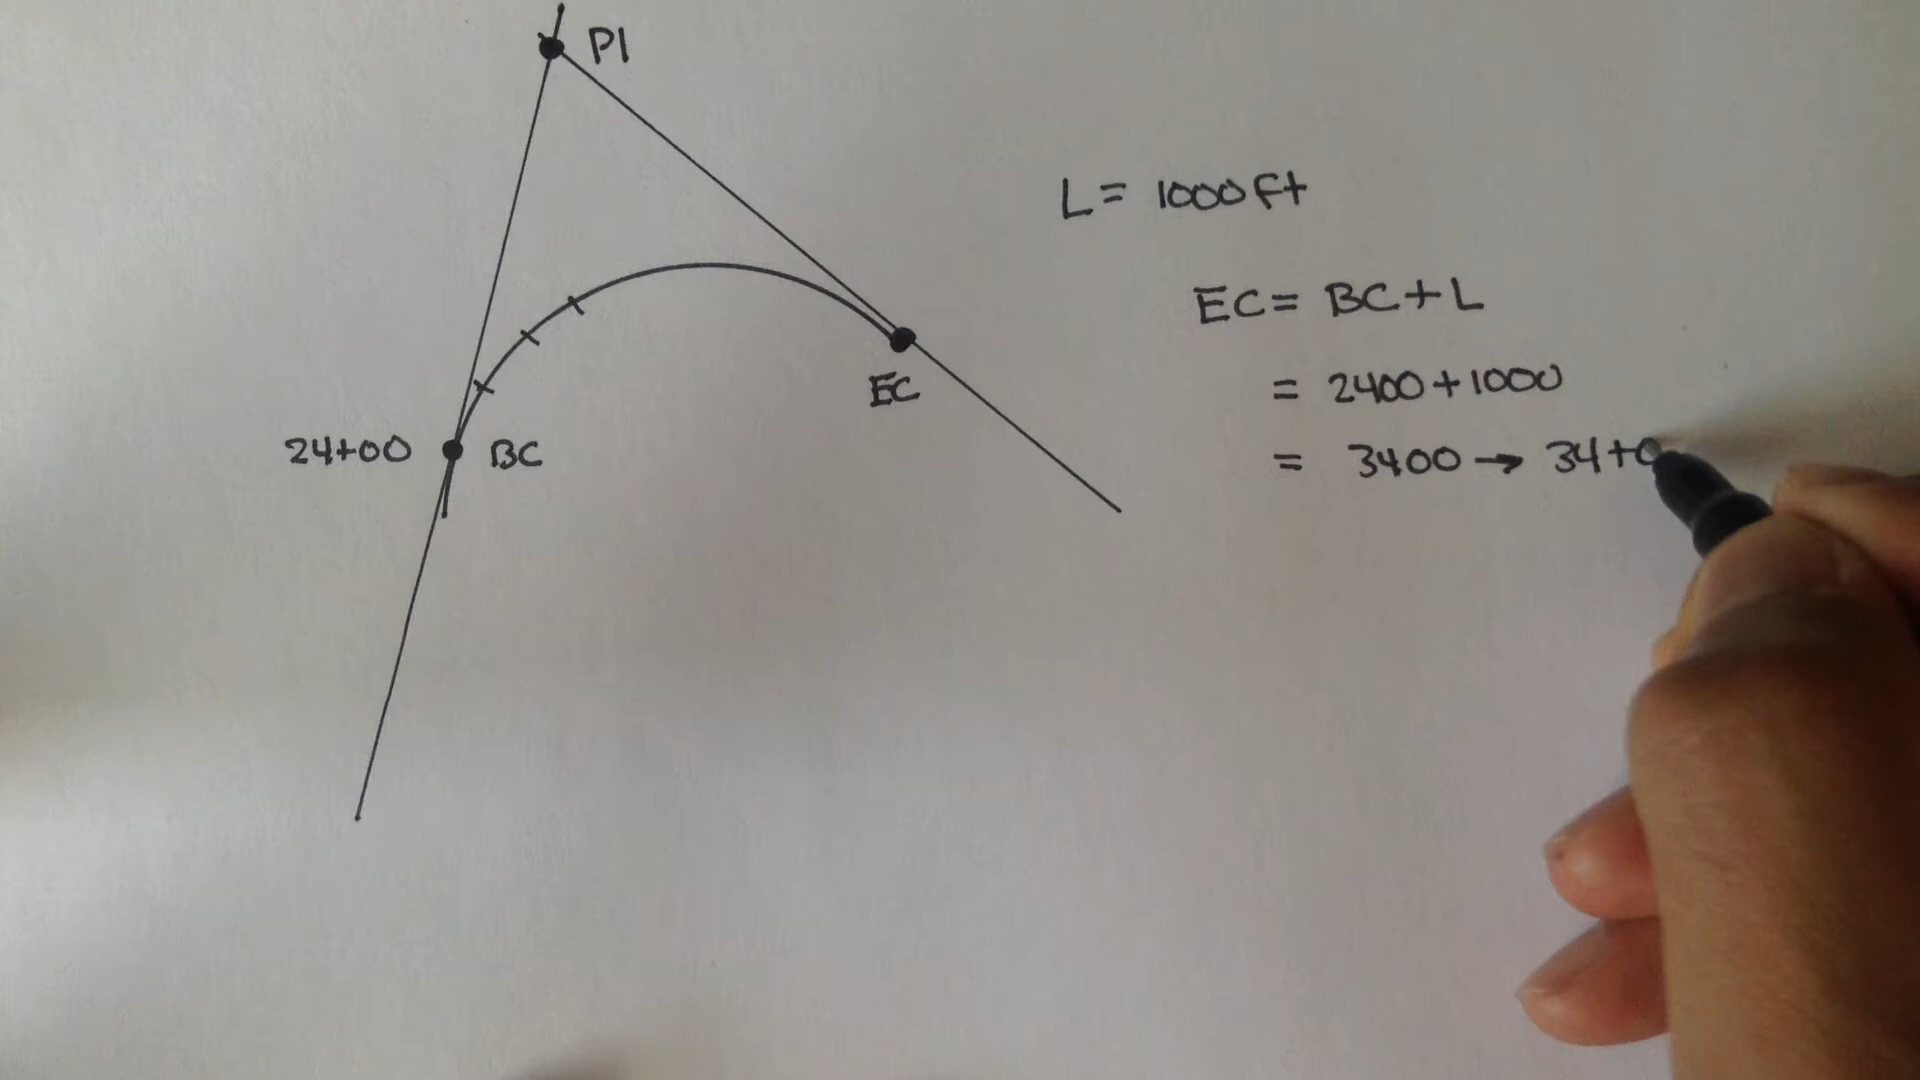 PI
L= 1000 ft
EC= BC+L
= 2400+1000
EC
24+00 BC
= 3400 → 34+0